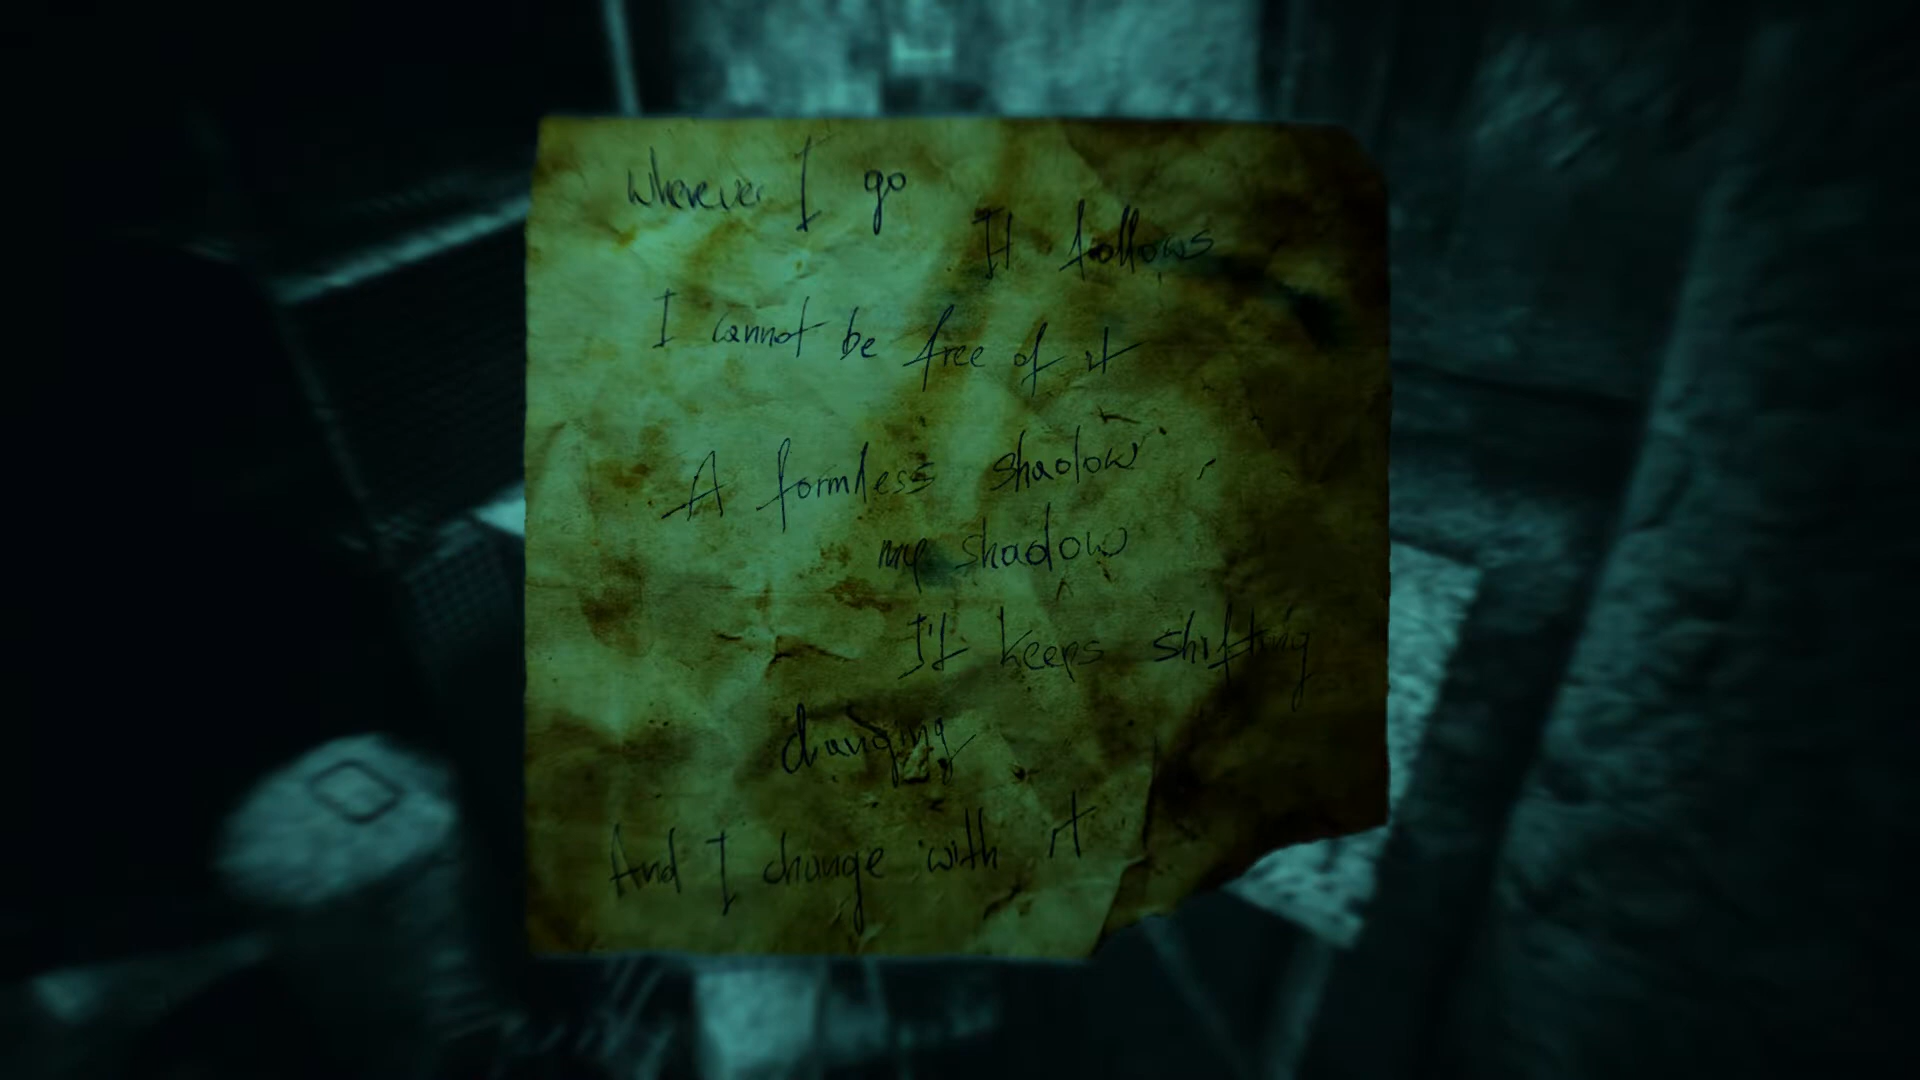 Wherever I go
It follows
I cannot be free of it
A formless shadow
my shadow
It keeps shifting
changing
And I change with it